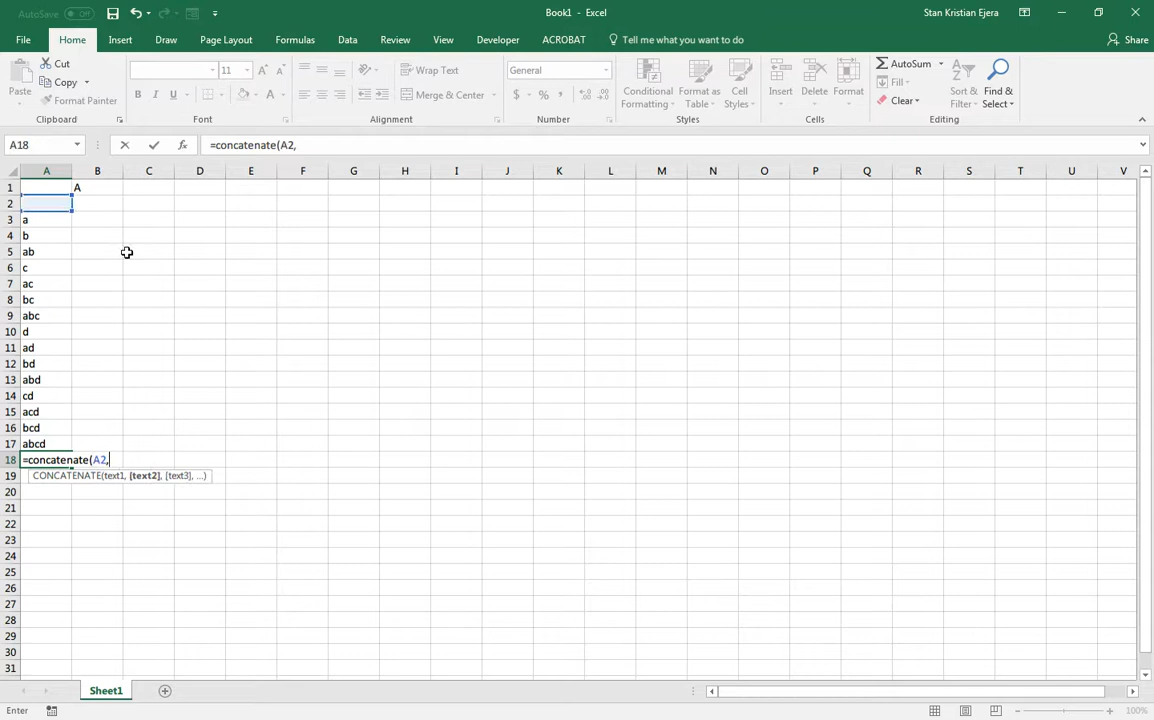 AutoSave Off
Book1 - Excel
Stan Kristian Ejera
File Home Insert Draw Page Layout Formulas Data Review View Developer ACROBAT Tell me what you want to do Share
Paste
Cut
Copy
Format Painter
Clipboard
11
B I U
Font
Wrap Text
Merge & Center
Alignment
General
$ % ,
Number
Conditional Formatting
Format as Table
Cell Styles
Styles
Insert
Delete
Format
Cells
AutoSum
Fill
Clear
Sort & Filter
Find & Select
Editing
A18
fx
=concatenate(A2,
A B C D E F G H I J K L M N O P Q R S T U V
1 A
2
3 a
4 b
5 ab
6 c
7 ac
8 bc
9 abc
10 d
11 ad
12 bd
13 abd
14 cd
15 acd
16 bcd
17 abcd
18 =concatenate(A2,
19 CONCATENATE(text1, [text2], [text3], ...)
20
21
22
23
24
25
26
27
28
29
30
31
Sheet1
Enter
100%